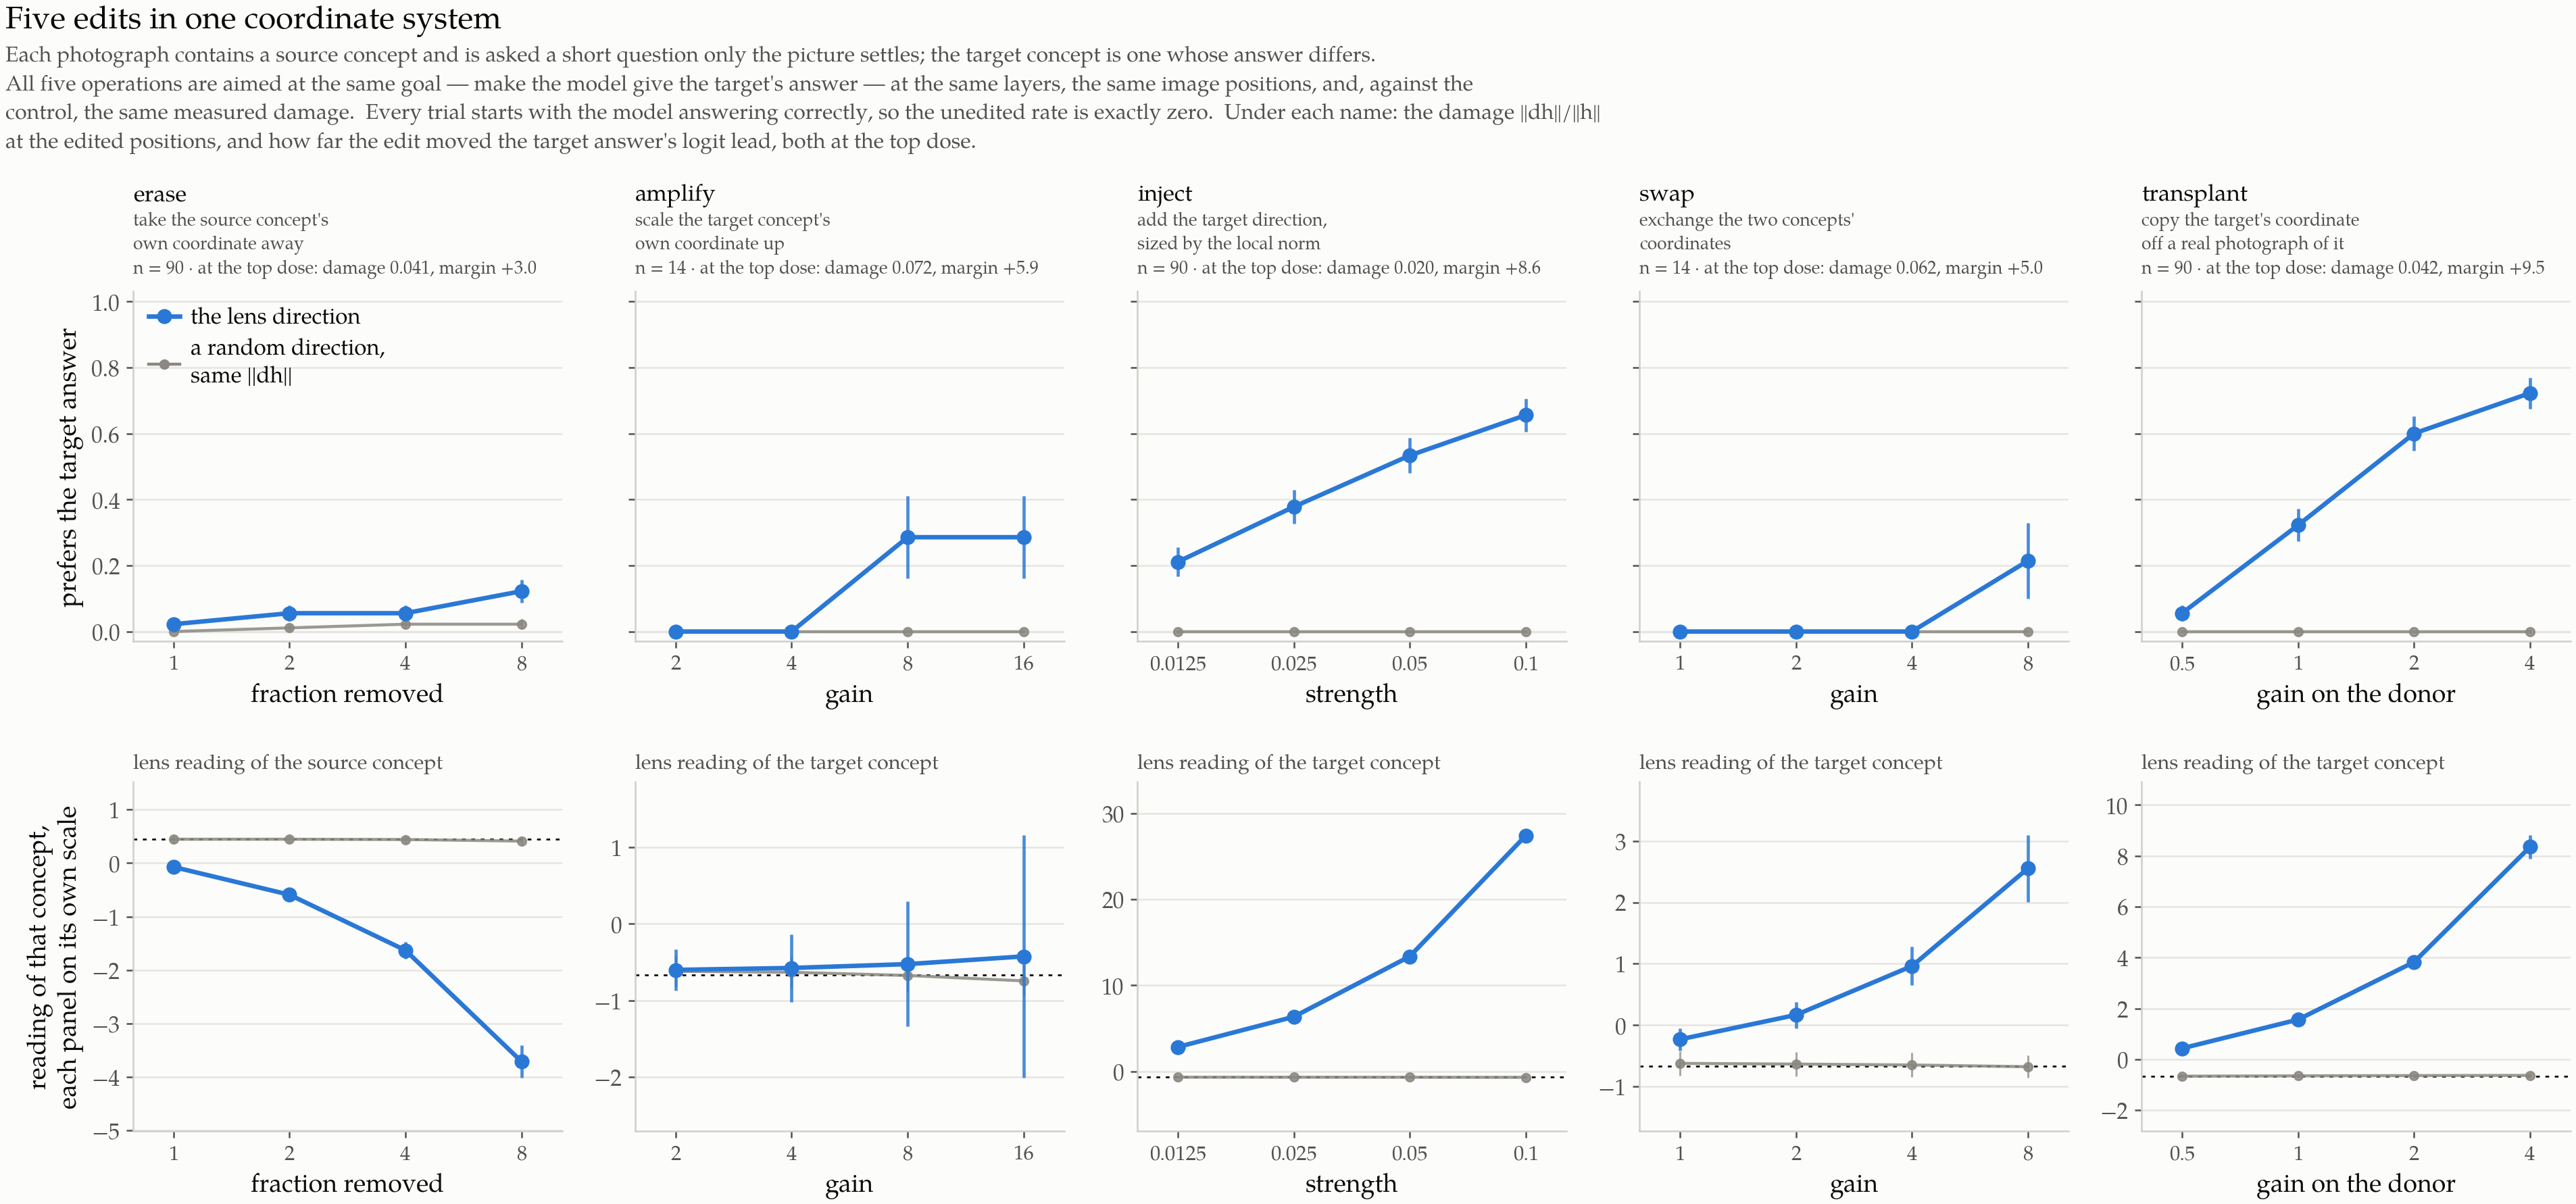 Five edits in one coordinate system
Each photograph contains a source concept and is asked a short question only the picture settles; the target concept is one whose answer differs.
All five operations are aimed at the same goal — make the model give the target's answer — at the same layers, the same image positions, and, against the
control, the same measured damage.  Every trial starts with the model answering correctly, so the unedited rate is exactly zero.  Under each name: the damage ||dh||/||h||
at the edited positions, and how far the edit moved the target answer's logit lead, both at the top dose.
erase
take the source concept's
own coordinate away
n = 90 · at the top dose: damage 0.041, margin +3.0
amplify
scale the target concept's
own coordinate up
n = 14 · at the top dose: damage 0.072, margin +5.9
inject
add the target direction,
sized by the local norm
n = 90 · at the top dose: damage 0.020, margin +8.6
swap
exchange the two concepts'
coordinates
n = 14 · at the top dose: damage 0.062, margin +5.0
transplant
copy the target's coordinate
off a real photograph of it
n = 90 · at the top dose: damage 0.042, margin +9.5
prefers the target answer
1.0
0.8
0.6
0.4
0.2
0.0
the lens direction
a random direction,
same ||dh||
1 2 4 8
fraction removed
2 4 8 16
gain
0.0125 0.025 0.05 0.1
strength
1 2 4 8
gain
0.5 1 2 4
gain on the donor
reading of that concept,
each panel on its own scale
lens reading of the source concept
1
0
−1
−2
−3
−4
−5
1 2 4 8
fraction removed
lens reading of the target concept
1
0
−1
−2
2 4 8 16
gain
lens reading of the target concept
30
20
10
0
0.0125 0.025 0.05 0.1
strength
lens reading of the target concept
3
2
1
0
−1
1 2 4 8
gain
lens reading of the target concept
10
8
6
4
2
0
−2
0.5 1 2 4
gain on the donor